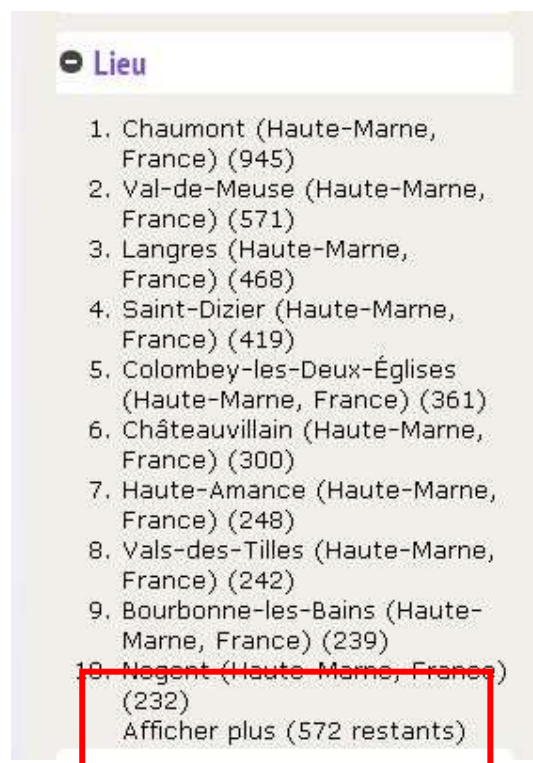 Lieu
1. Chaumont (Haute-Marne,
France) (945)
2. Val-de-Meuse (Haute-Marne,
France) (571)
3. Langres (Haute-Marne,
France) (468)
4. Saint-Dizier (Haute-Marne,
France) (419)
5. Colombey-les-Deux-Églises
(Haute-Marne, France) (361)
6. Châteauvillain (Haute-Marne,
France) (300)
7. Haute-Amance (Haute-Marne,
France) (248)
8. Vals-des-Tilles (Haute-Marne,
France) (242)
9. Bourbonne-les-Bains (Haute-
Marne, France) (239)
10. Nogent (Haute-Marne, France)
(232)
Afficher plus (572 restants)